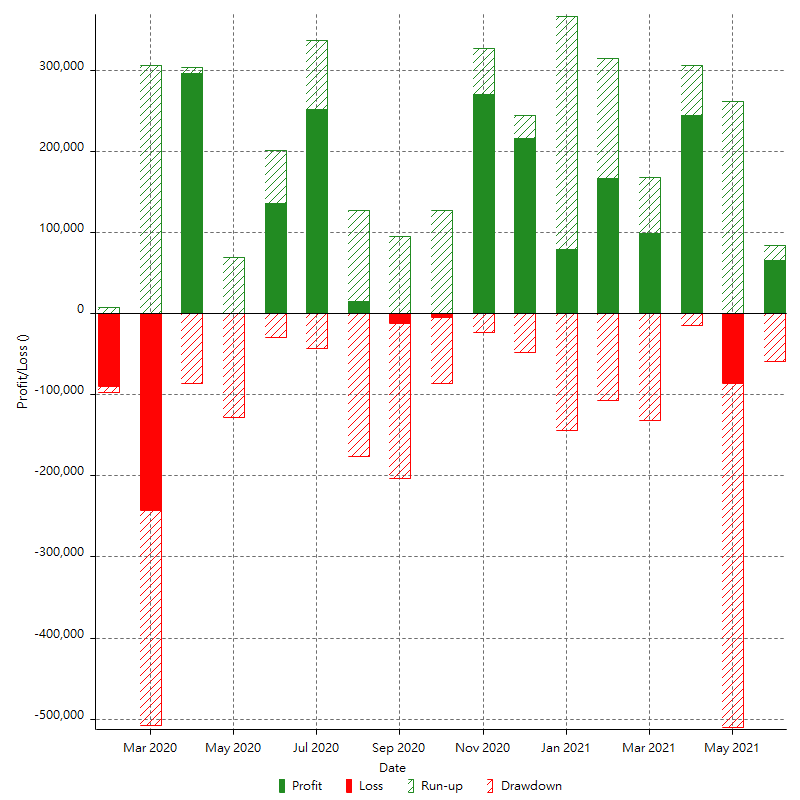 300,000
200,000
100,000
0
-100,000
-200,000
-300,000
-400,000
-500,000
Profit/Loss ()
Mar 2020 May 2020 Jul 2020 Sep 2020 Nov 2020 Jan 2021 Mar 2021 May 2021
Date
Profit Loss Run-up Drawdown